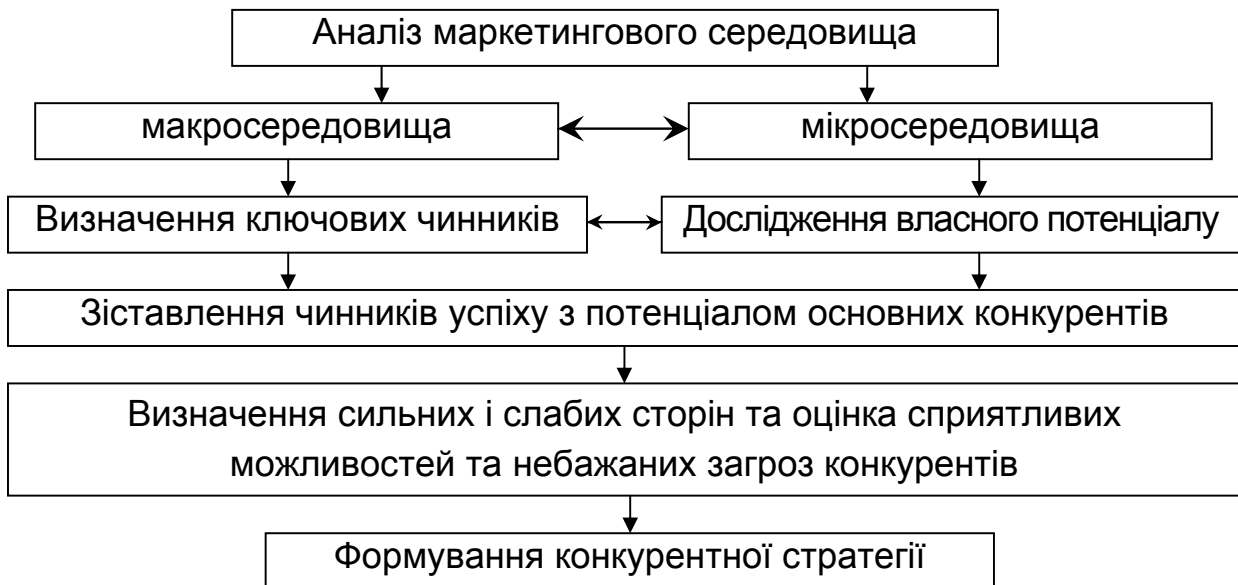 Аналіз маркетингового середовища
макросередовища
мікросередовища
Визначення ключових чинників
Дослідження власного потенціалу
Зіставлення чинників успіху з потенціалом основних конкурентів
Визначення сильних і слабих сторін та оцінка сприятливих
можливостей та небажаних загроз конкурентів
Формування конкурентної стратегії